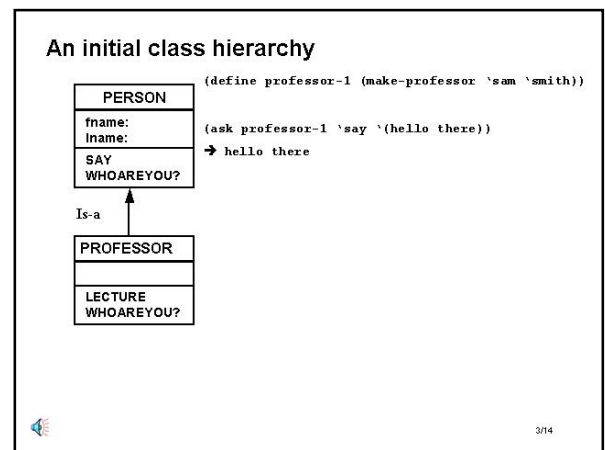 An initial class hierarchy
PERSON
fname:
lname:
SAY
WHOAREYOU?
Is-a
PROFESSOR
LECTURE
WHOAREYOU?
(define professor-1 (make-professor `sam `smith))
(ask professor-1 `say `(hello there))
➔ hello there
3/14